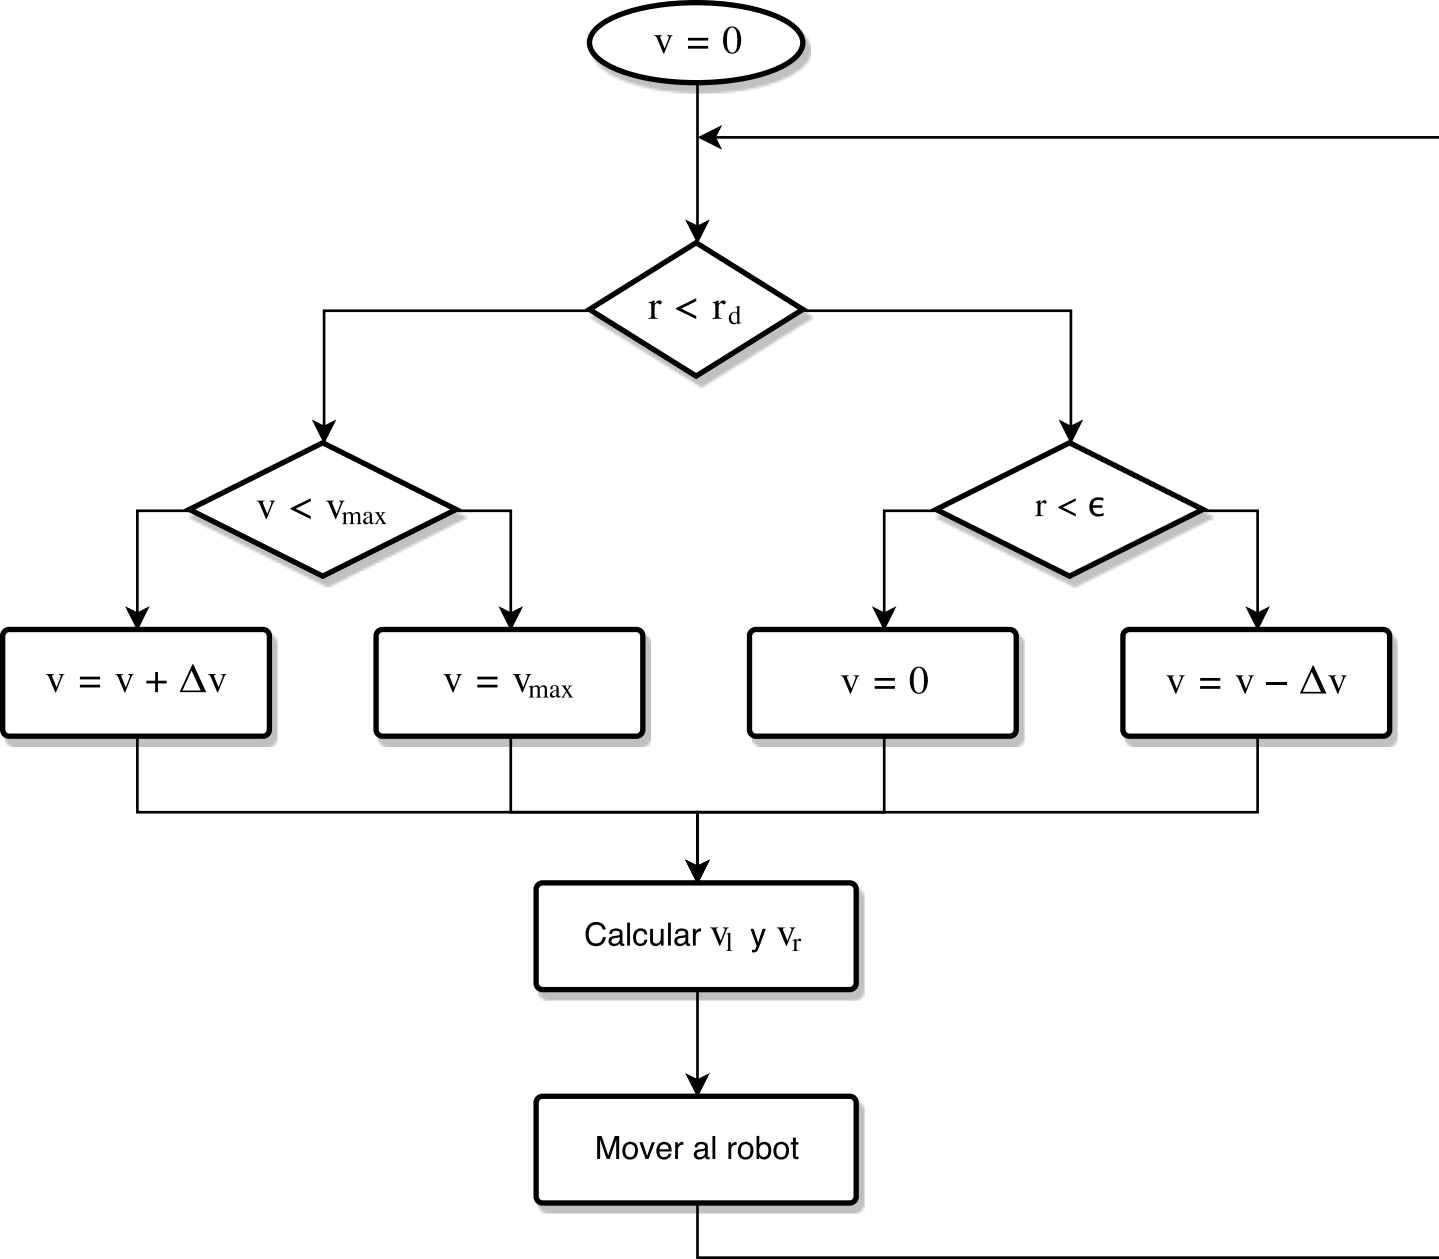 v = 0
r < r_d
v < v_max
r < ϵ
v = v + Δv
v = v_max
v = 0
v = v − Δv
Calcular v_l y v_r
Mover al robot